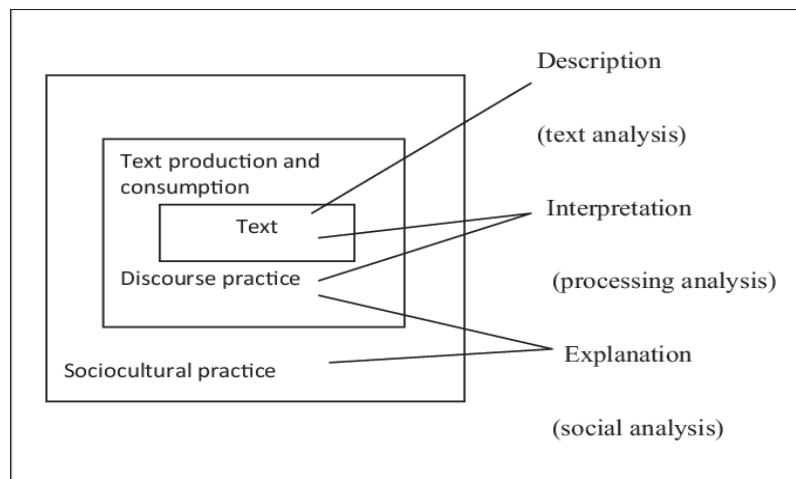 Description
(text analysis)
Text production and
consumption
Text
Interpretation
Discourse practice
(processing analysis)
Explanation
Sociocultural practice
(social analysis)